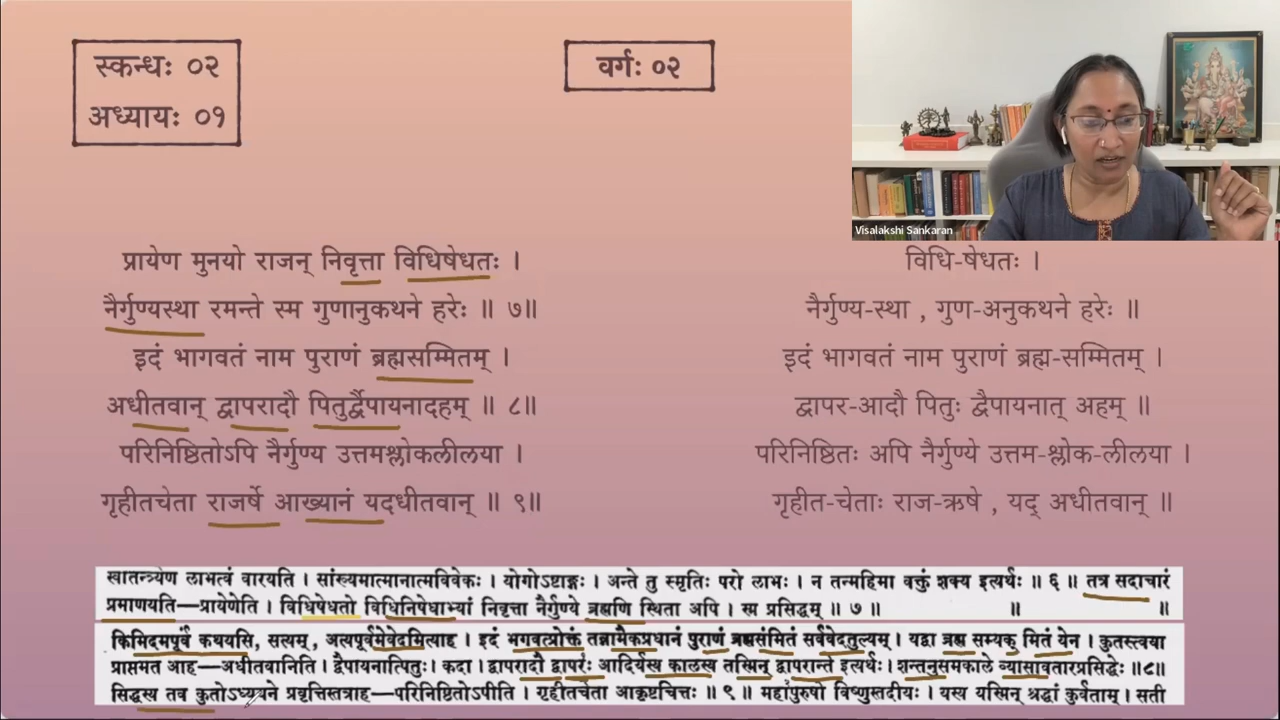 स्कन्धः ०२
अध्यायः ०१
वर्गः ०२
Visalakshi Sankaran
प्रायेण मुनयो राजन् निवृत्ता विधिषेधतः ।
नैर्गुण्यस्था रमन्ते स्म गुणानुकथने हरेः ॥ ७॥
इदं भागवतं नाम पुराणं ब्रह्मसम्मितम् ।
अधीतवान् द्वापरादौ पितुर्द्वैपायनादहम् ॥ ८॥
परिनिष्ठितोऽपि नैर्गुण्य उत्तमश्लोकलीलया ।
गृहीतचेता राजर्षे आख्यानं यदधीतवान् ॥ ९॥
विधि-षेधतः ।
नैर्गुण्य-स्था , गुण-अनुकथने हरेः ॥
इदं भागवतं नाम पुराणं ब्रह्म-सम्मितम् ।
द्वापर-आदौ पितुः द्वैपायनात् अहम् ॥
परिनिष्ठितः अपि नैर्गुण्ये उत्तम-श्लोक-लीलया ।
गृहीत-चेताः राज-ऋषे , यद् अधीतवान् ॥
स्वातन्त्र्येण लाभत्वं वारयति । सांख्यमात्मानात्मविवेकः । योगोऽष्टाङ्गः । अन्ते तु स्मृतिः परो लाभः । न तन्महिमा वक्तुं शक्य इत्यर्थः ॥ ६ ॥ तत्र सदाचारं
प्रमाणयति—प्रायेणेति । विधिषेधतो विधिनिषेधाभ्यां निवृत्ता नैर्गुण्ये ब्रह्मणि स्थिता अपि । स्म प्रसिद्धम् ॥ ७ ॥ ॥ ॥
किमिदमपूर्वं कथयसि, सत्यम्, अत्यपूर्वमेवेदमित्याह । इदं भगवत्प्रोक्तं तन्नामैकप्रधानं पुराणं ब्रह्मसंमितं सर्ववेदतुल्यम् । यद्वा ब्रह्म सम्यक् मितं येन । कुतस्त्वया
प्राप्तमत आह—अधीतवानिति । द्वैपायनात्पितुः । कदा । द्वापरादौ द्वापरः आदिर्यस्य कालस्य तस्मिन् द्वापरान्ते इत्यर्थः । शन्तनुसमकाले व्यासावतारप्रसिद्धेः ॥८॥
सिद्धस्य तव कुतोऽध्ययने प्रवृत्तिस्तत्राह—परिनिष्ठितोऽपीति । गृहीतचेता आकृष्टचित्तः ॥ ९ ॥ महापुरुषो विष्णुस्तदीयः । यस्य यस्मिन् श्रद्धां कुर्वताम् । सती